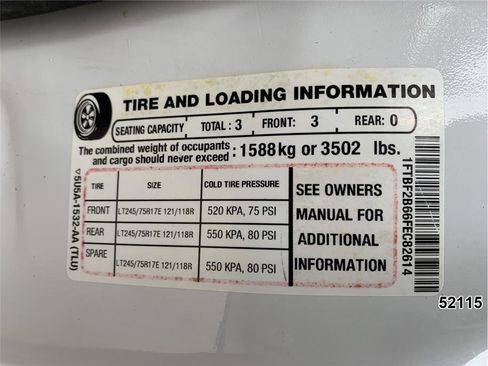 TIRE AND LOADING INFORMATION
SEATING CAPACITY TOTAL : 3 FRONT: 3 REAR: 0
The combined weight of occupants
and cargo should never exceed : 1588 kg or 3502 lbs.
TIRE SIZE COLD TIRE PRESSURE
FRONT LT245/75R17E 121/118R 520 KPA, 75 PSI
REAR LT245/75R17E 121/118R 550 KPA, 80 PSI
SPARE LT245/75R17E 121/118R 550 KPA, 80 PSI
SEE OWNERS
MANUAL FOR
ADDITIONAL
INFORMATION
5U5A-1532-AA (TLU)
1FTBF2B66FEC82614
52115